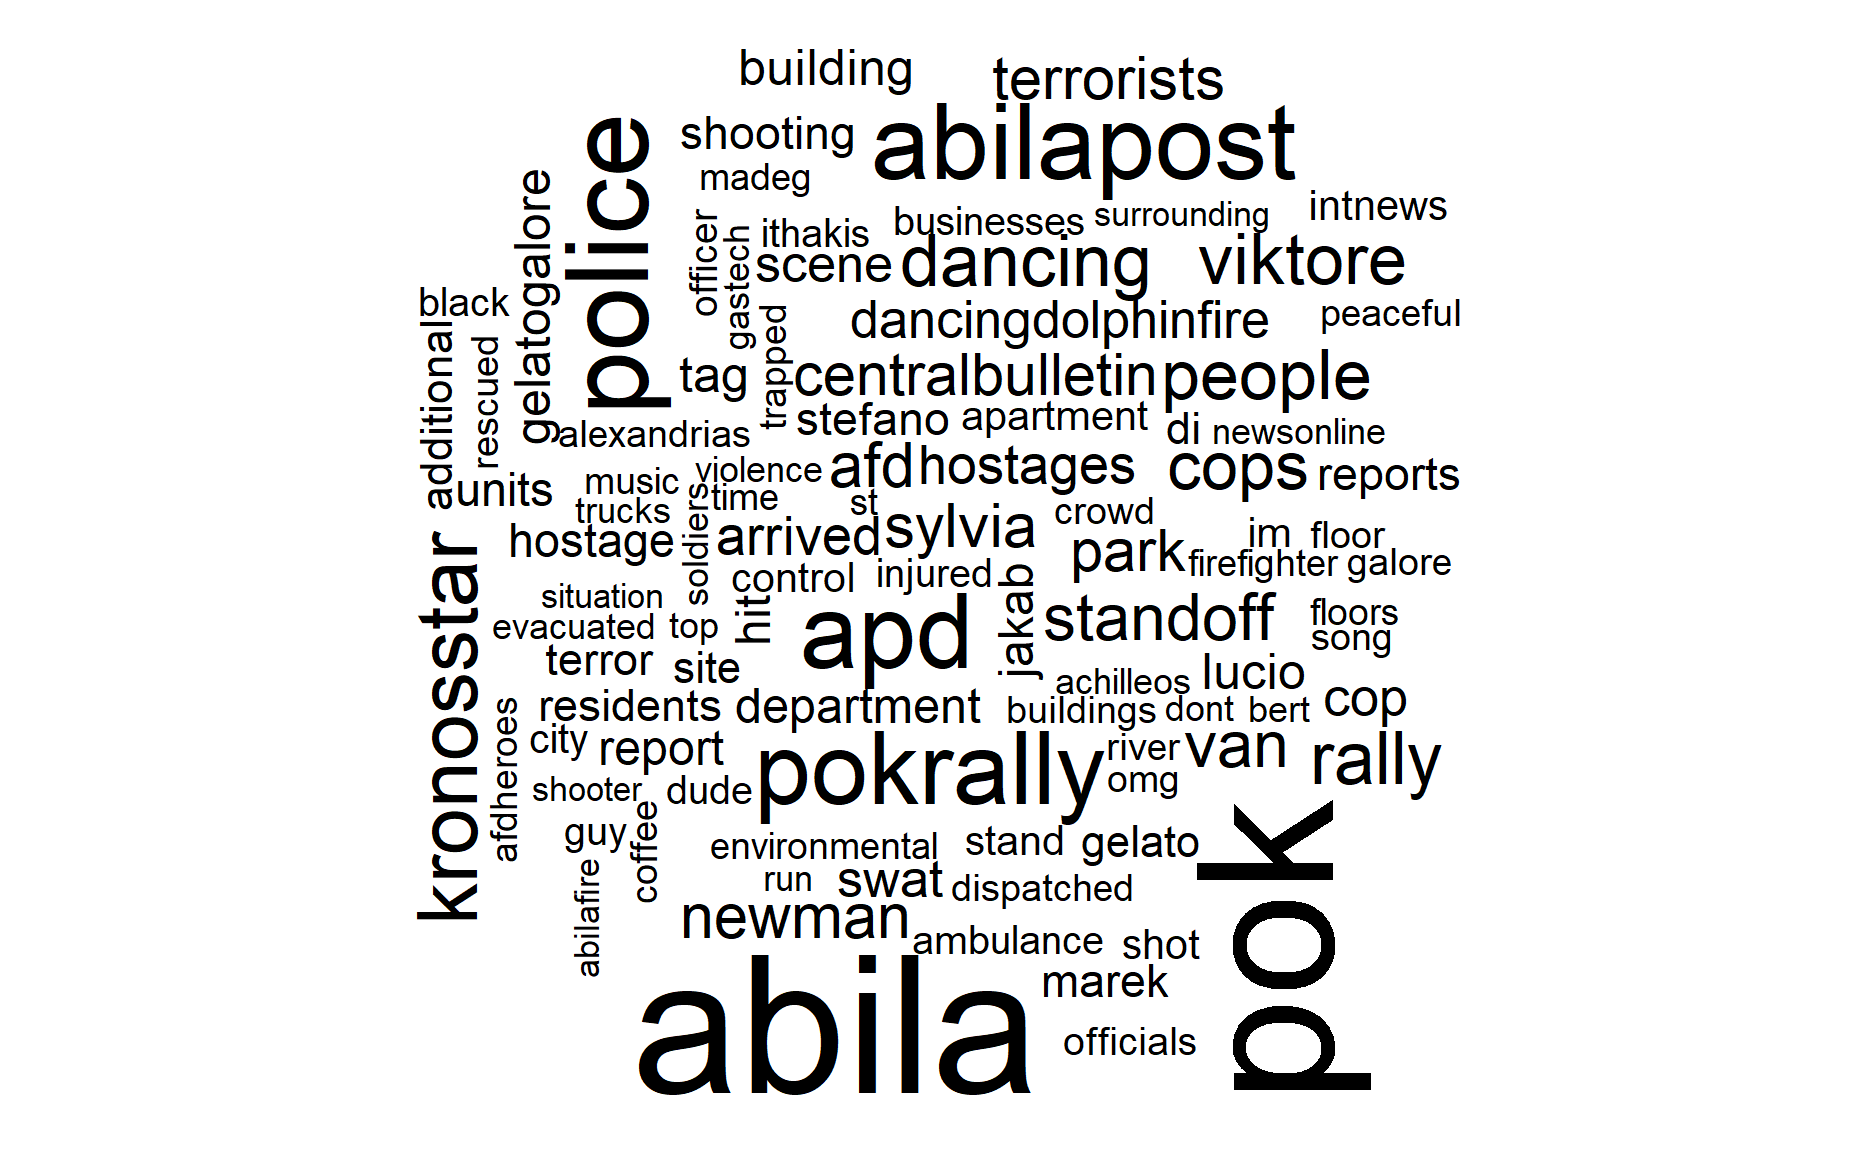 building
terrorists
police
shooting
abilapost
madeg
gelatogalore
officer
gastech
ithakis
businesses
surrounding
intnews
scene
dancing
viktore
black
additional
rescued
trapped
dancingdolphinfire
peaceful
tag
centralbulletin
people
stefano
apartment
di
newsonline
alexandrias
violence
afd
hostages
cops
reports
units
music
time
st
trucks
soldiers
crowd
hostage
arrived
sylvia
im
floor
park
firefighter
galore
kronosstar
control
injured
situation
evacuated
top
hit
apd
jakab
standoff
floors
song
terror
site
achilleos
lucio
residents
department
buildings
dont
bert
cop
afdheroes
city
report
pokrally
river
van
rally
omg
shooter
dude
guy
coffee
environmental
stand
gelato
pok
abilafire
run
swat
dispatched
newman
ambulance
shot
abila
marek
officials